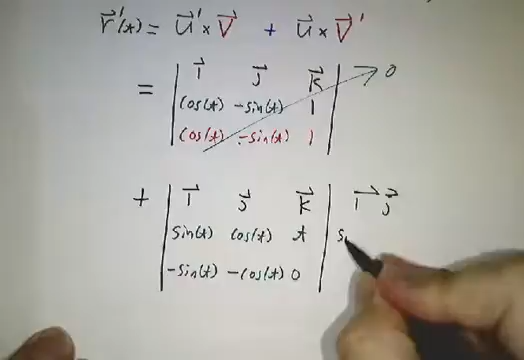 r⃗'(t) = u⃗' × v⃗ + u⃗ × v⃗'
= | i⃗ j⃗ k⃗ | → 0
| cos(t) -sin(t) 1 |
| cos(t) -sin(t) 1 |
+ | i⃗ j⃗ k⃗ | i⃗ j⃗
| sin(t) cos(t) t | s
| -sin(t) -cos(t) 0 |